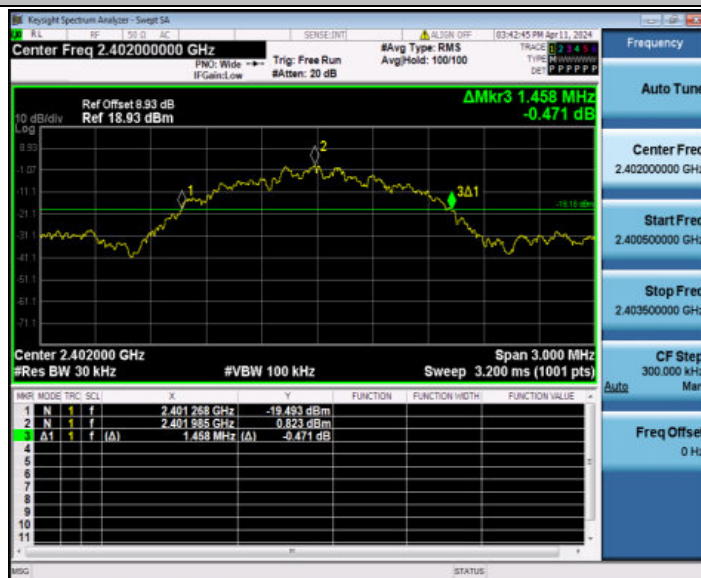 Keysight Spectrum Analyzer - Swept SA
RL RF 50 Ω AC SENSE:INT ALIGN OFF 03:42:45 PM Apr 11, 2024
Center Freq 2.402000000 GHz
PNO: Wide
IFGain:Low
Trig: Free Run
#Atten: 20 dB
#Avg Type: RMS
Avg|Hold: 100/100
TRACE 1 2 3 4 5 6
TYPE M W W W W W
DET P P P P P P
Ref Offset 8.93 dB
Ref 18.93 dBm
10 dB/div
Log
ΔMkr3 1.458 MHz
-0.471 dB
8.93
-1.07
-11.1
-21.1
-31.1
-41.1
-51.1
-61.1
-71.1
1
2
3Δ1
Center 2.402000 GHz
Span 3.000 MHz
#Res BW 30 kHz
#VBW 100 kHz
Sweep 3.200 ms (1001 pts)
MKR MODE TRC SCL X Y FUNCTION FUNCTION WIDTH FUNCTION VALUE
1 N 1 f 2.401 268 GHz -19.493 dBm
2 N 1 f 2.401 985 GHz 0.823 dBm
3 Δ1 1 f (Δ) 1.458 MHz (Δ) -0.471 dB
4
5
6
7
8
9
10
11
MSG
STATUS
Frequency
Auto Tune
Center Freq
2.402000000 GHz
Start Freq
2.400500000 GHz
Stop Freq
2.403500000 GHz
CF Step
300.000 kHz
Auto Man
Freq Offset
0 Hz